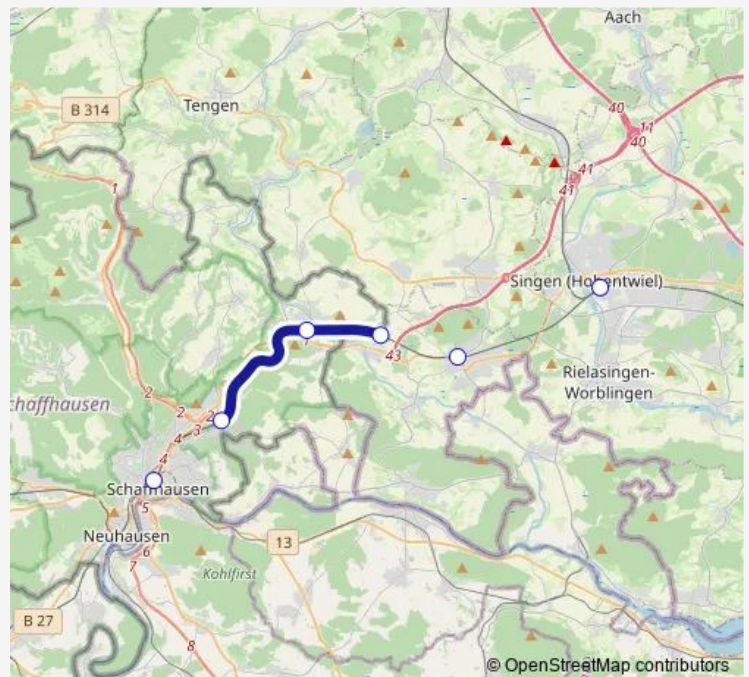 Aach
40
11
40
Tengen
B 314
41
41
1
Singen (Hohentwiel)
43
Rielasingen-
Worblingen
2
2
2
3
4
4
chaffhausen
Schaffhausen
5
Neuhausen
6
7
13
Kohlfirst
B 27
8
© OpenStreetMap contributors